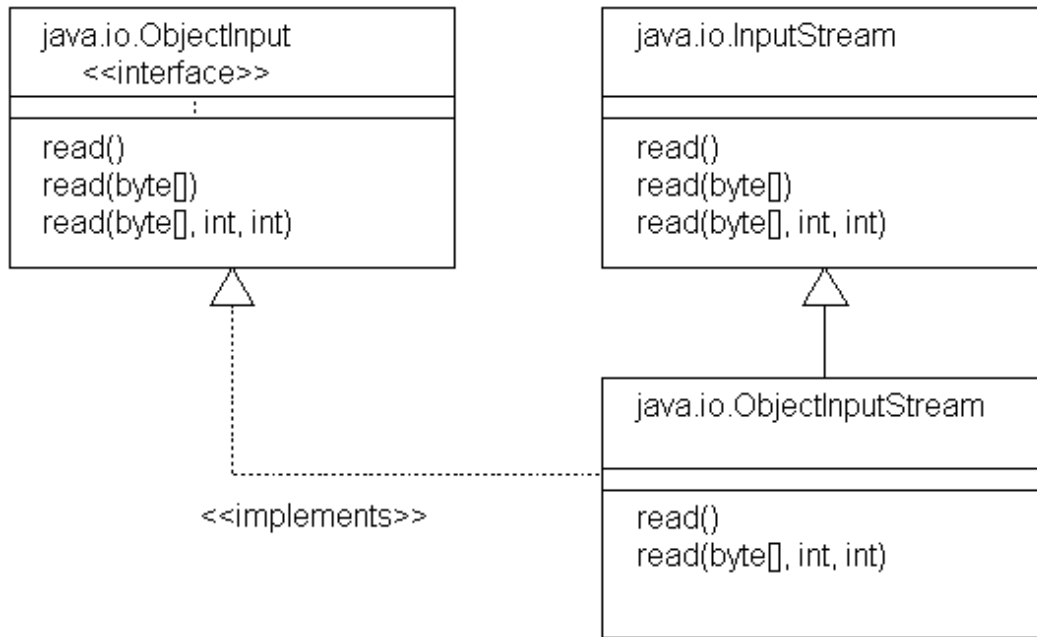 java.io.ObjectInput
<<interface>>
read()
read(byte[])
read(byte[], int, int)
java.io.InputStream
read()
read(byte[])
read(byte[], int, int)
java.io.ObjectInputStream
read()
read(byte[], int, int)
<<implements>>